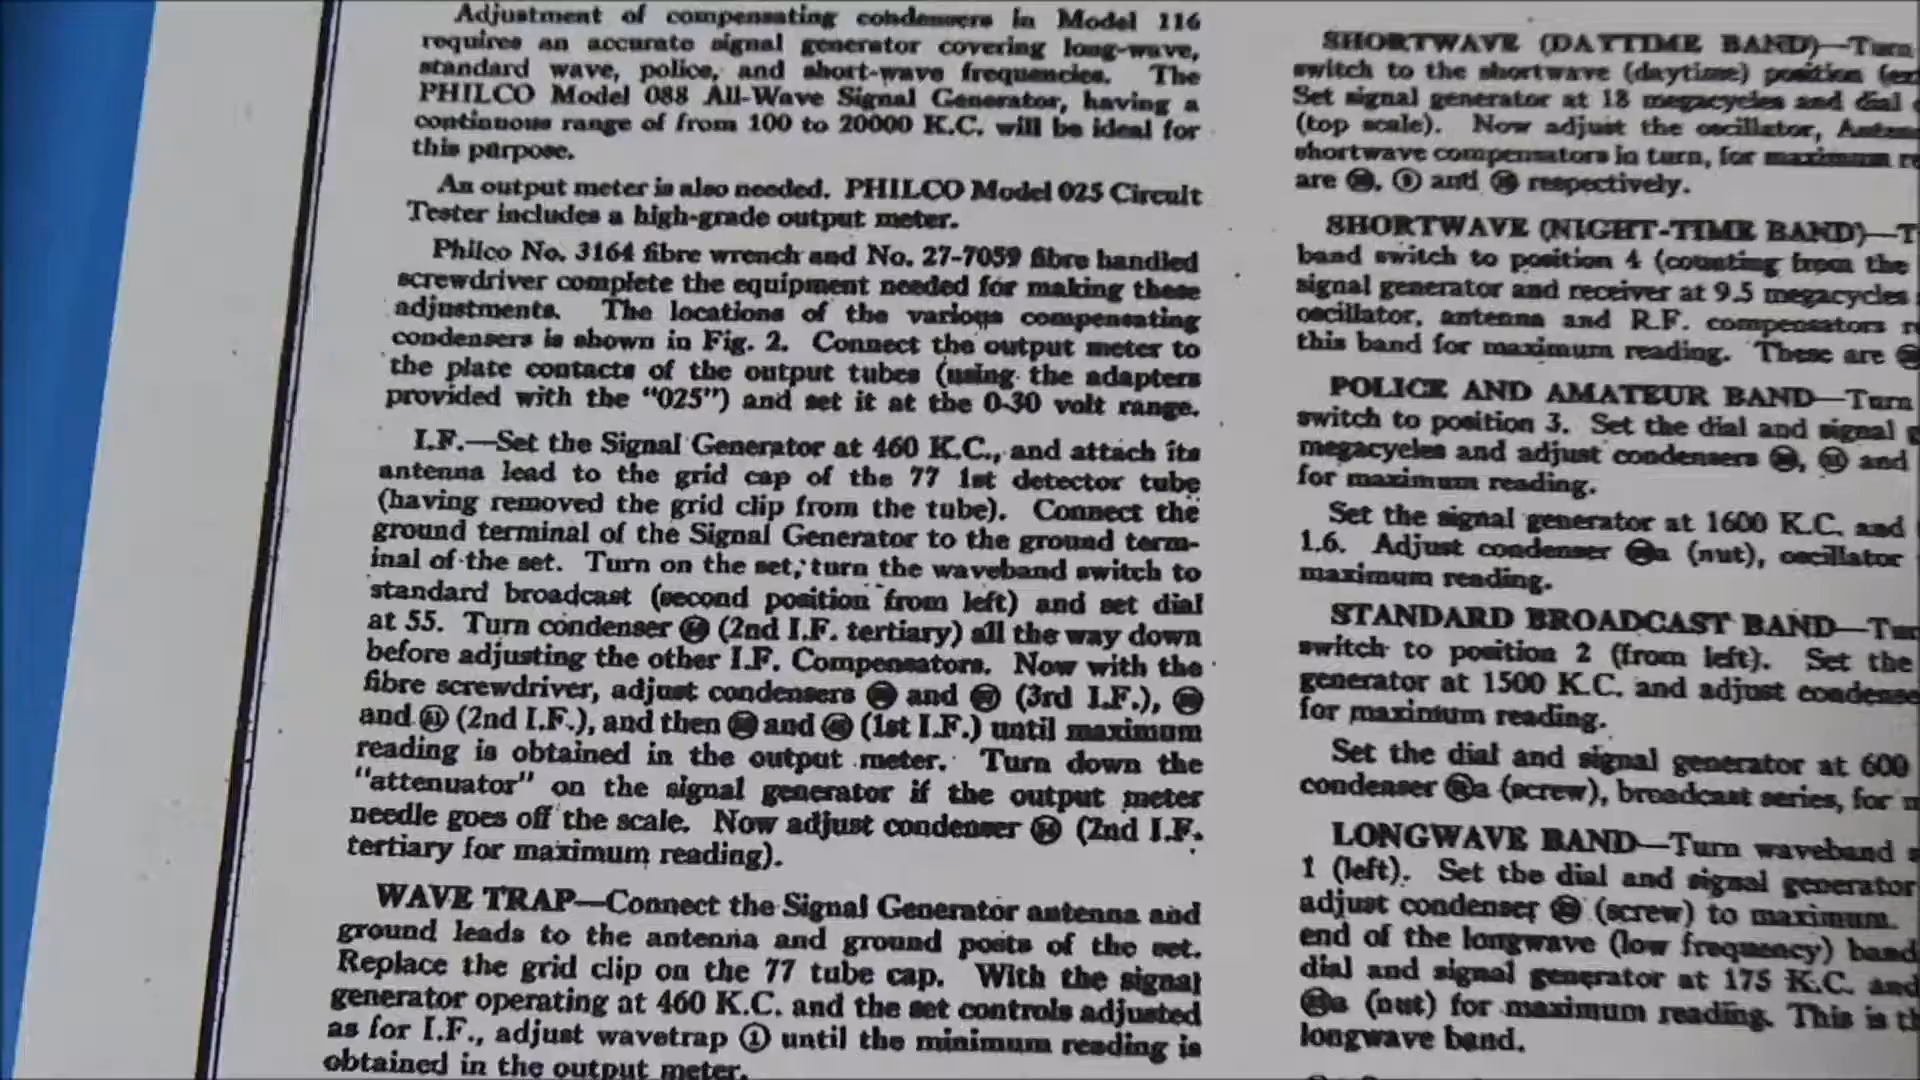 Adjustment of compensating condensers in Model 116
requires an accurate signal generator covering long-wave,
standard wave, police, and short-wave frequencies. The
PHILCO Model 088 All-Wave Signal Generator, having a
continuous range of from 100 to 20000 K.C. will be ideal for
this purpose.
An output meter is also needed. PHILCO Model 025 Circuit
Tester includes a high-grade output meter.
Philco No. 3164 fibre wrench and No. 27-7059 fibre handled
screwdriver complete the equipment needed for making these
adjustments. The locations of the various compensating
condensers is shown in Fig. 2. Connect the output meter to
the plate contacts of the output tubes (using the adapters
provided with the "025") and set it at the 0-30 volt range.
I.F.—Set the Signal Generator at 460 K.C., and attach its
antenna lead to the grid cap of the 77 1st detector tube
(having removed the grid clip from the tube). Connect the
ground terminal of the Signal Generator to the ground term-
inal of the set. Turn on the set, turn the waveband switch to
standard broadcast (second position from left) and set dial
at 55. Turn condenser (2nd I.F. tertiary) all the way down
before adjusting the other I.F. Compensators. Now with the
fibre screwdriver, adjust condensers and (3rd I.F.),
and (2nd I.F.), and then and (1st I.F.) until maximum
reading is obtained in the output meter. Turn down the
"attenuator" on the signal generator if the output meter
needle goes off the scale. Now adjust condenser (2nd I.F.
tertiary for maximum reading).
WAVE TRAP—Connect the Signal Generator antenna and
ground leads to the antenna and ground posts of the set.
Replace the grid clip on the 77 tube cap. With the signal
generator operating at 460 K.C. and the set controls adjusted
as for I.F., adjust wavetrap ① until the minimum reading is
obtained in the output meter.
SHORTWAVE (DAYTIME BAND)—Turn
switch to the shortwave (daytime) position
Set signal generator at 18 megacycles and dial
(top scale). Now adjust the oscillator,
shortwave compensators in turn, for maximum
are , ⑨ and respectively.
SHORTWAVE (NIGHT-TIME BAND)—
band switch to position 4 (counting from the
signal generator and receiver at 9.5 megacycles
oscillator, antenna and R.F. compensators
this band for maximum reading. These are
POLICE AND AMATEUR BAND—Turn
switch to position 3. Set the dial and signal
megacycles and adjust condensers , and
for maximum reading.
Set the signal generator at 1600 K.C. and
1.6. Adjust condenser a (nut), oscillator
maximum reading.
STANDARD BROADCAST BAND—
switch to position 2 (from left). Set the
generator at 1500 K.C. and adjust
for maximum reading.
Set the dial and signal generator at 600
condenser a (screw), broadcast series, for
LONGWAVE BAND—Turn waveband
1 (left). Set the dial and signal generator
adjust condenser (screw) to maximum.
end of the longwave (low frequency) band
dial and signal generator at 175 K.C. and
a (nut) for maximum reading. This is
longwave band.